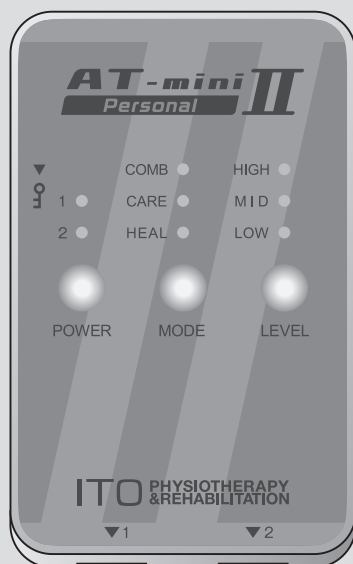 AT-mini II
Personal
COMB HIGH
1 CARE MID
2 HEAL LOW
POWER MODE LEVEL
ITO PHYSIOTHERAPY
&REHABILITATION
▼1 ▼2